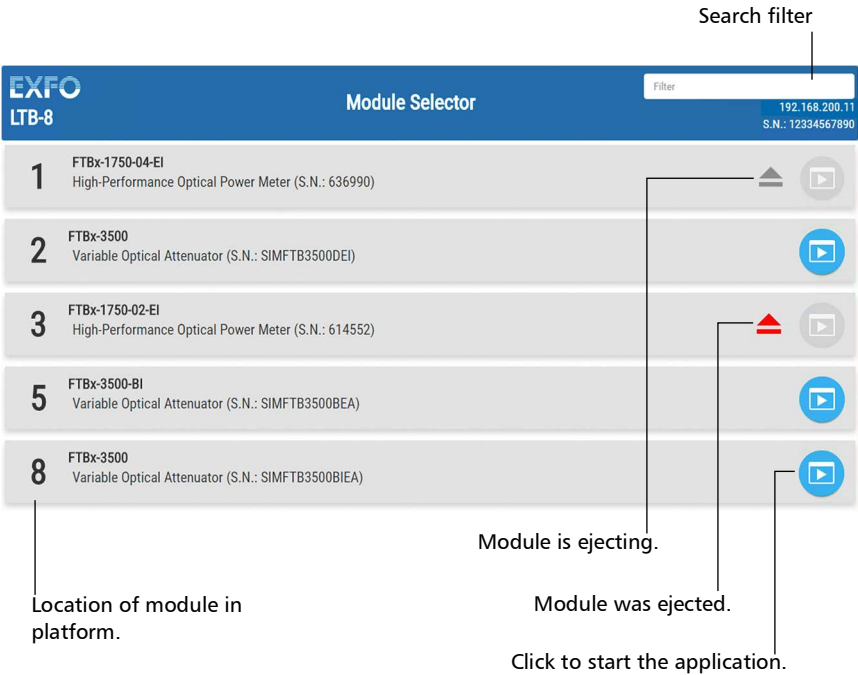 Search filter
EXFO
LTB-8
Module Selector
Filter
192.168.200.11
S.N.: 12334567890
1
FTBx-1750-04-EI
High-Performance Optical Power Meter (S.N.: 636990)
2
FTBx-3500
Variable Optical Attenuator (S.N.: SIMFTB3500DEI)
3
FTBx-1750-02-EI
High-Performance Optical Power Meter (S.N.: 614552)
5
FTBx-3500-BI
Variable Optical Attenuator (S.N.: SIMFTB3500BEA)
8
FTBx-3500
Variable Optical Attenuator (S.N.: SIMFTB3500BIEA)
Module is ejecting.
Location of module in
platform.
Module was ejected.
Click to start the application.